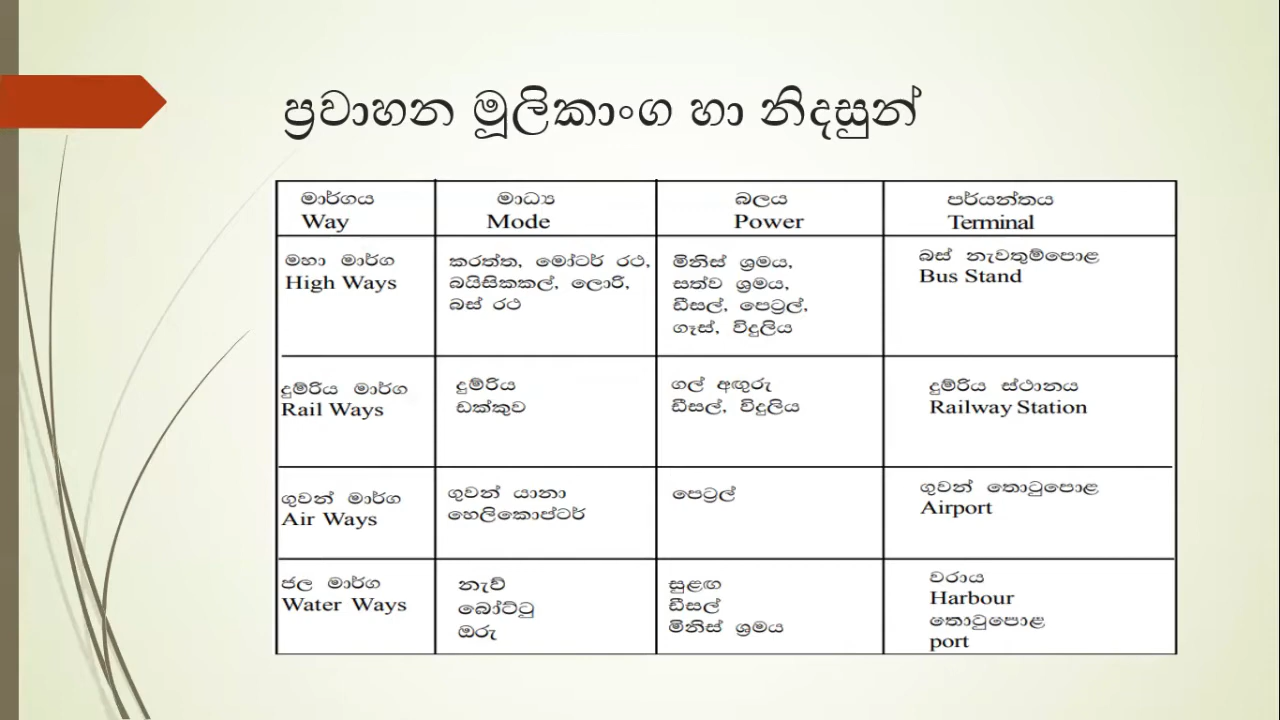 ප්‍රවාහන මූලිකාංග හා නිදසුන්
මාර්ගය
Way
මාධ්‍ය
Mode
බලය
Power
පර්යන්තය
Terminal
මහා මාර්ග
High Ways
කරත්ත, මෝටර් රථ,
බයිසිකකල්, ලොරි,
බස් රථ
මිනිස් ශ්‍රමය,
සත්ව ශ්‍රමය,
ඩීසල්, පෙට්‍රල්,
ගෑස්, විදුලිය
බස් නැවතුම්පොළ
Bus Stand
දුම්රිය මාර්ග
Rail Ways
දුම්රිය
ඩක්කුව
ගල් අඟුරු
ඩීසල්, විදුලිය
දුම්රිය ස්ථානය
Railway Station
ගුවන් මාර්ග
Air Ways
ගුවන් යානා
හෙලිකොප්ටර්
පෙට්‍රල්
ගුවන් තොටුපොළ
Airport
ජල මාර්ග
Water Ways
නැව්
බෝට්ටු
ඔරු
සුළඟ
ඩීසල්
මිනිස් ශ්‍රමය
වරාය
Harbour
තොටුපොළ
port